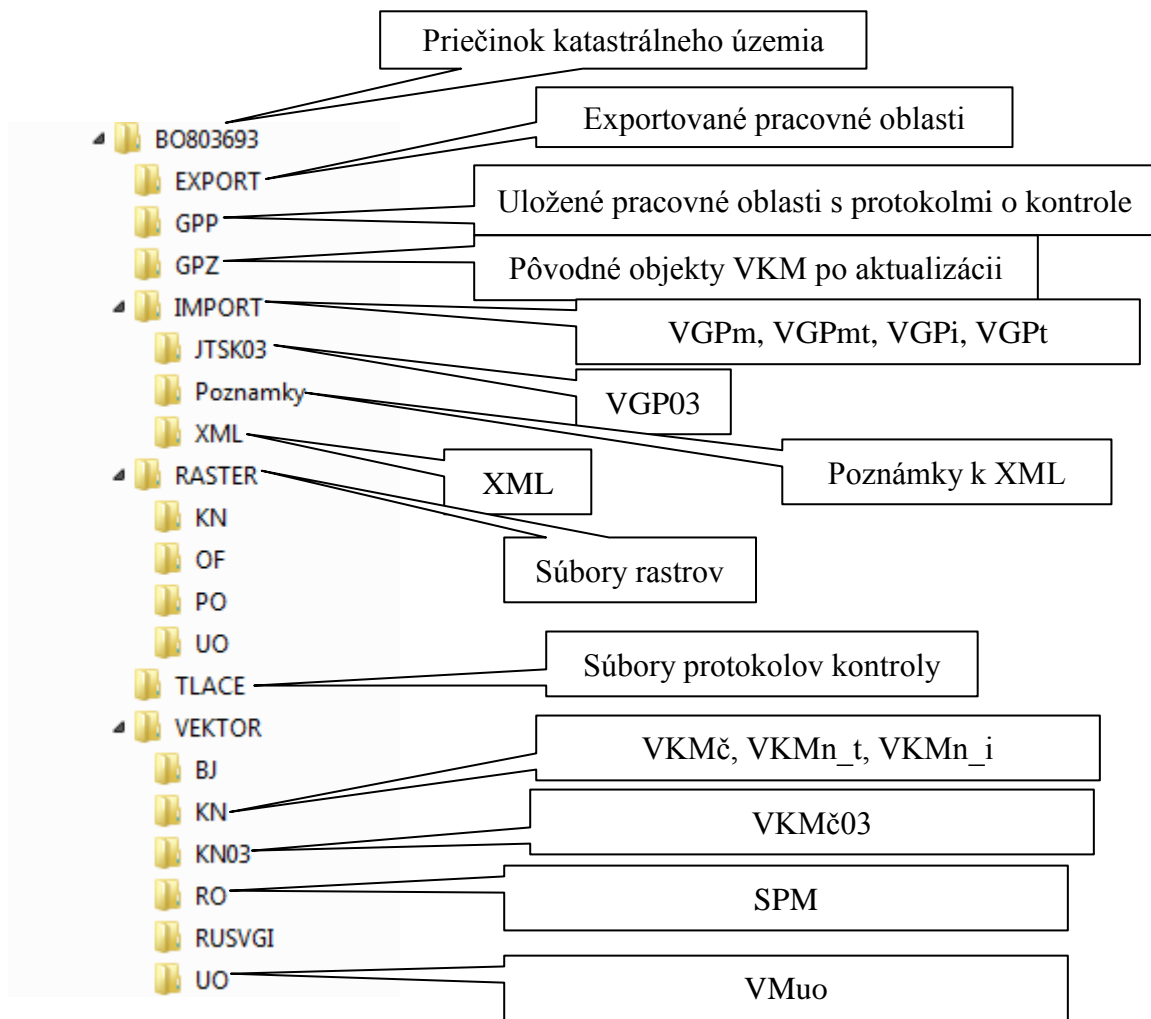 Priečinok katastrálneho územia
BO803693
Exportované pracovné oblasti
EXPORT
Uložené pracovné oblasti s protokolmi o kontrole
GPP
GPZ
Pôvodné objekty VKM po aktualizácii
IMPORT
VGPm, VGPmt, VGPi, VGPt
JTSK03
VGP03
Poznamky
XML
Poznámky k XML
RASTER
XML
KN
Súbory rastrov
OF
PO
UO
Súbory protokolov kontroly
TLACE
VEKTOR
VKMč, VKMn_t, VKMn_i
BJ
KN
VKMč03
KN03
RO
SPM
RUSVGI
UO
VMuo